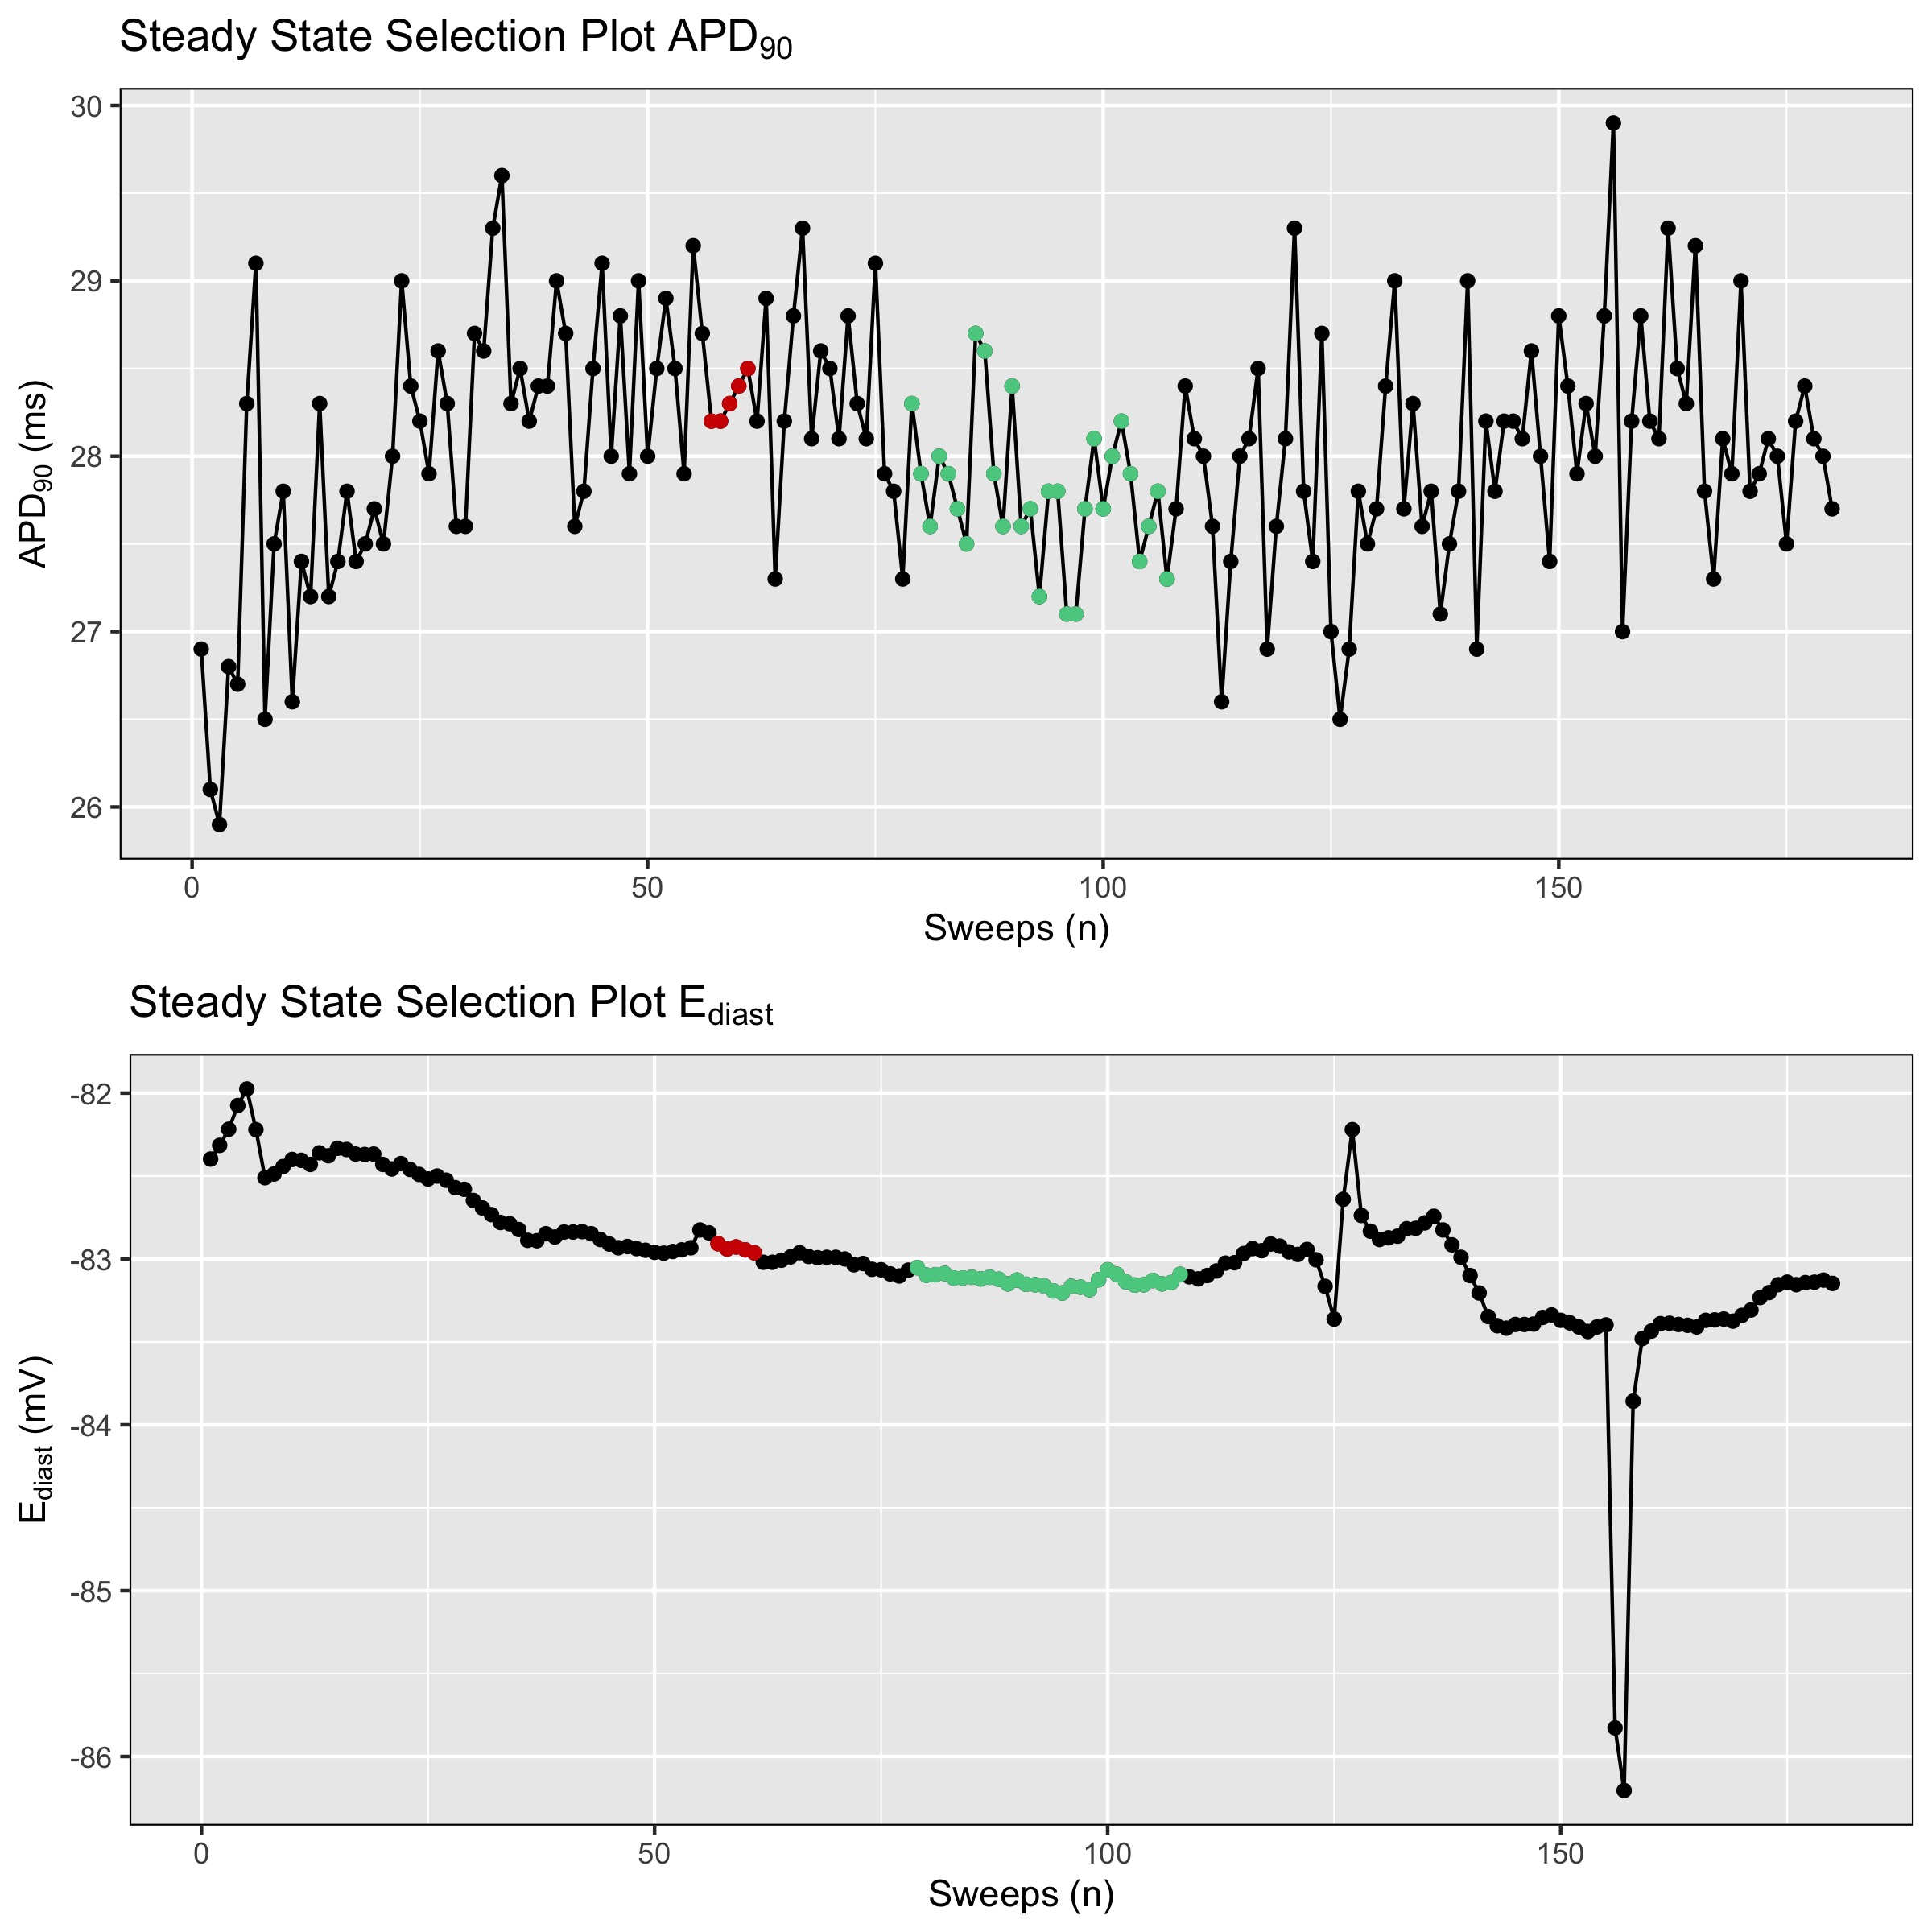 Steady State Selection Plot APD90
30
29
28
27
26
APD90 (ms)
0 50 100 150
Sweeps (n)
Steady State Selection Plot Ediast
-82
-83
-84
-85
-86
Ediast (mV)
0 50 100 150
Sweeps (n)